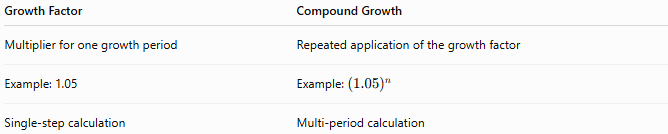 Growth Factor Compound Growth
Multiplier for one growth period Repeated application of the growth factor
Example: 1.05 Example: (1.05)ⁿ
Single-step calculation Multi-period calculation